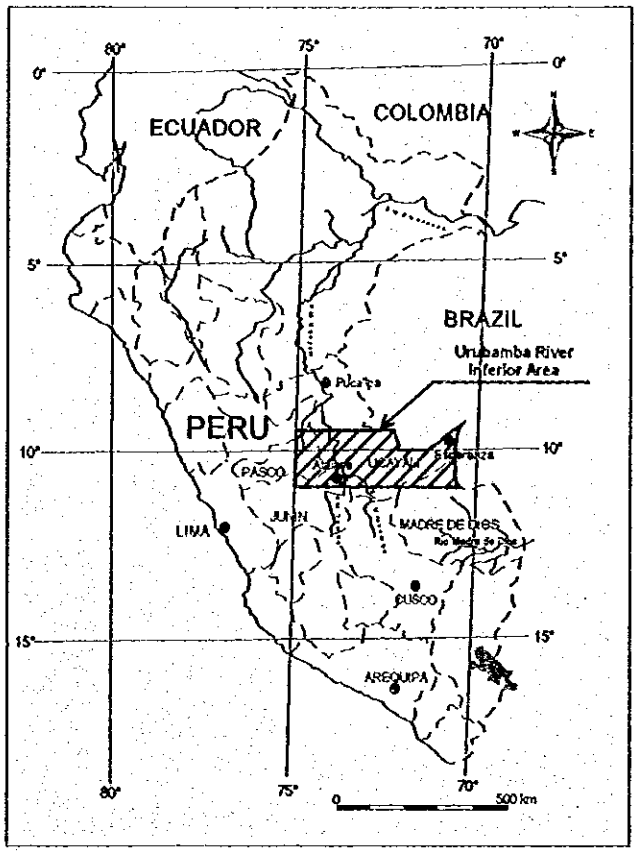 80°
75°
70°
0°
0°
ECUADOR
COLOMBIA
N
W
E
S
5°
5°
BRAZIL
Urubamba River
Inferior Area
PERU
10°
10°
PASCO
UCAYALI
JUNIN
MADRE DE DIOS
LIMA
CUSCO
15°
15°
AREQUIPA
80°
75°
70°
0
500 km